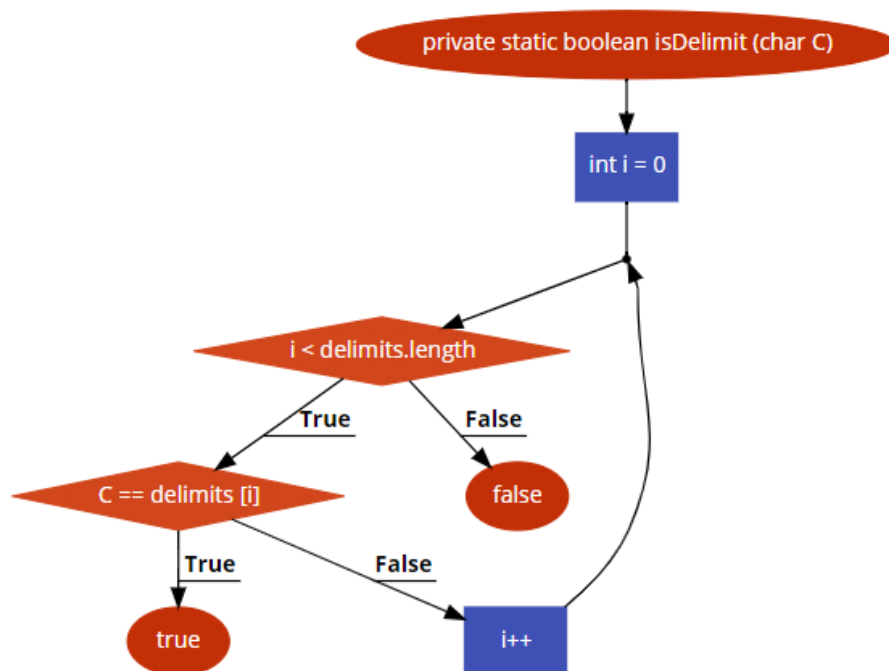 private static boolean isDelimit (char C)
int i = 0
i < delimits.length
True
False
C == delimits [i]
false
True
False
true
i++